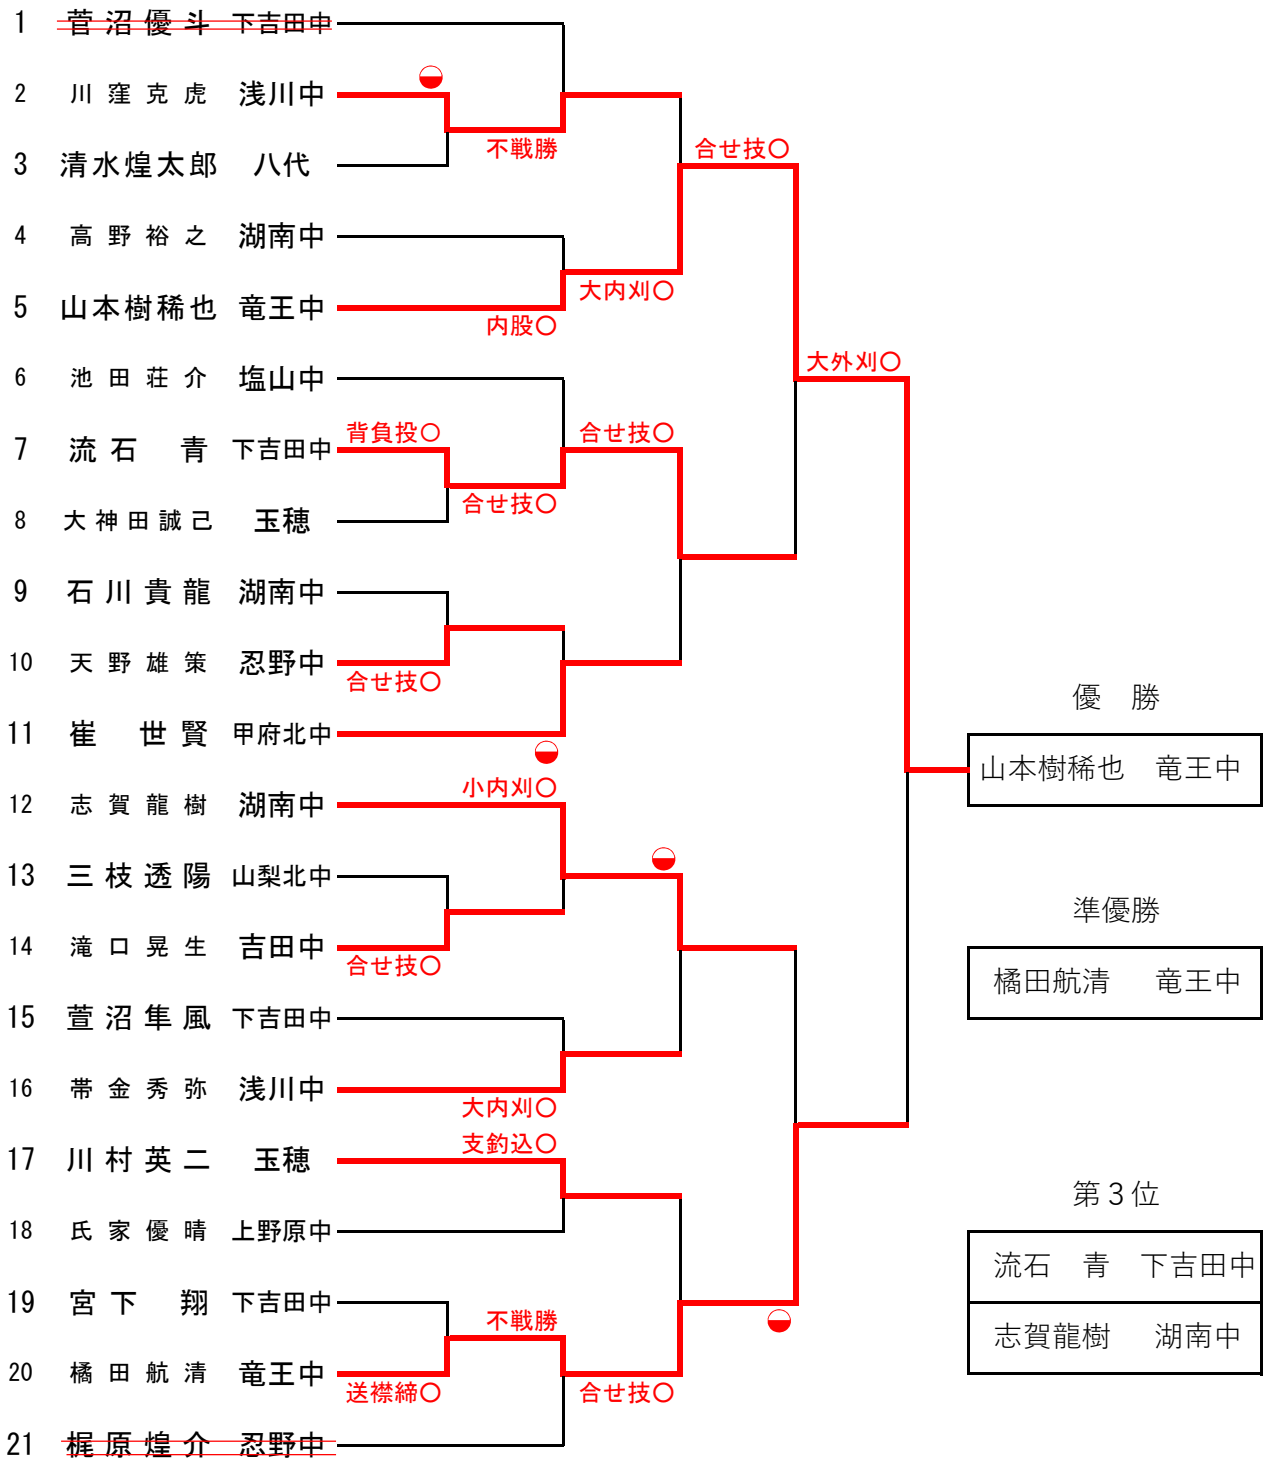 1 菅沼優斗 下吉田中
2 川窪克虎 浅川中
不戦勝
合せ技○
3 清水煌太郎 八代
4 高野裕之 湖南中
大内刈○
5 山本樹稀也 竜王中
内股○
大外刈○
6 池田荘介 塩山中
背負投○
合せ技○
7 流石 青 下吉田中
合せ技○
8 大神田誠己 玉穂
9 石川貴龍 湖南中
10 天野雄策 忍野中
合せ技○
優 勝
11 崔 世賢 甲府北中
山本樹稀也 竜王中
小内刈○
12 志賀龍樹 湖南中
13 三枝透陽 山梨北中
準優勝
14 滝口晃生 吉田中
合せ技○
橘田航清 竜王中
15 萱沼隼風 下吉田中
16 帯金秀弥 浅川中
大内刈○
支釣込○
17 川村英二 玉穂
第3位
18 氏家優晴 上野原中
流石 青 下吉田中
19 宮下 翔 下吉田中
不戦勝
志賀龍樹 湖南中
20 橘田航清 竜王中
送襟締○
合せ技○
21 梶原煌介 忍野中